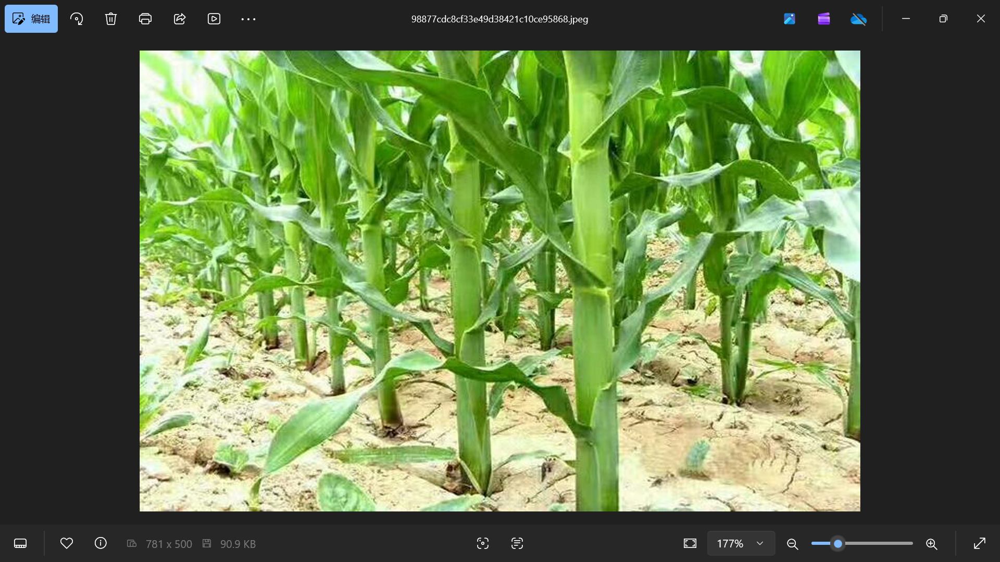 编辑
98877cdc8cf33e49d38421c10ce95868.jpeg
781 x 500
90.9 KB
177%